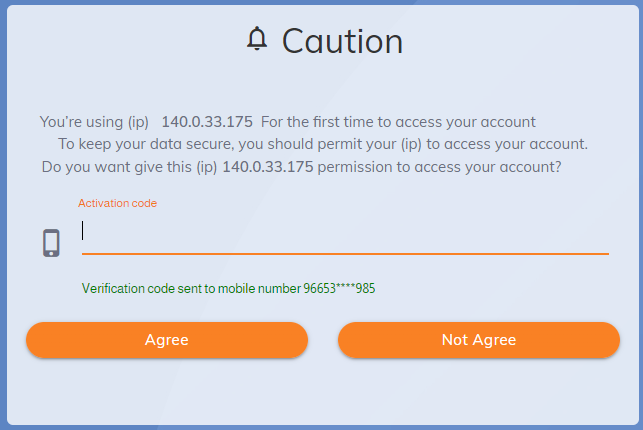 Caution
You're using (ip) 140.0.33.175 For the first time to access your account
To keep your data secure, you should permit your (ip) to access your account.
Do you want give this (ip) 140.0.33.175 permission to access your account?
Activation code
Verification code sent to mobile number 96653****985
Agree
Not Agree